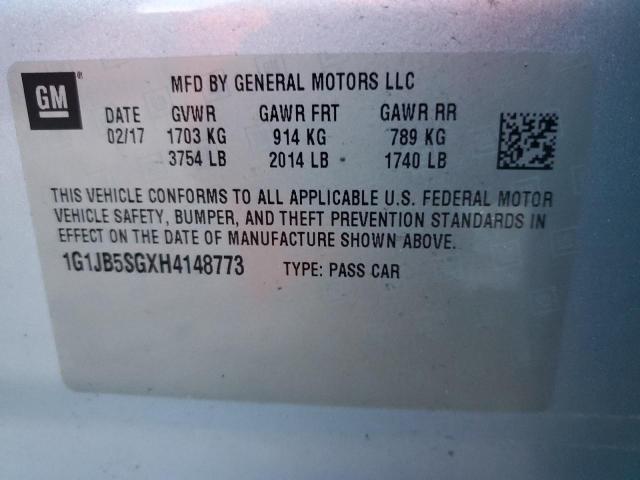 GM ®
MFD BY GENERAL MOTORS LLC
DATE GVWR GAWR FRT GAWR RR
02/17 1703 KG 914 KG 789 KG
3754 LB 2014 LB 1740 LB
THIS VEHICLE CONFORMS TO ALL APPLICABLE U.S. FEDERAL MOTOR
VEHICLE SAFETY, BUMPER, AND THEFT PREVENTION STANDARDS IN
EFFECT ON THE DATE OF MANUFACTURE SHOWN ABOVE.
1G1JB5SGXH4148773 TYPE: PASS CAR